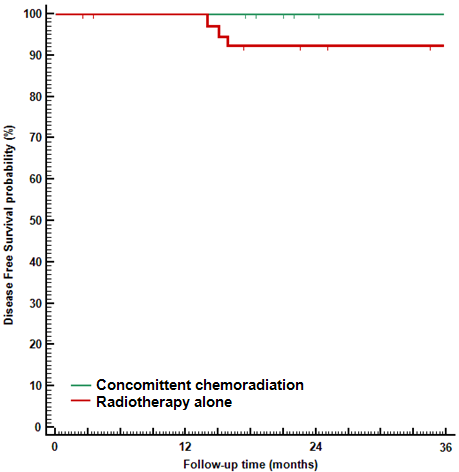 Disease Free Survival probability (%)
100
90
80
70
60
50
40
30
20
10
0
Concomittent chemoradiation
Radiotherapy alone
0 12 24 36
Follow-up time (months)